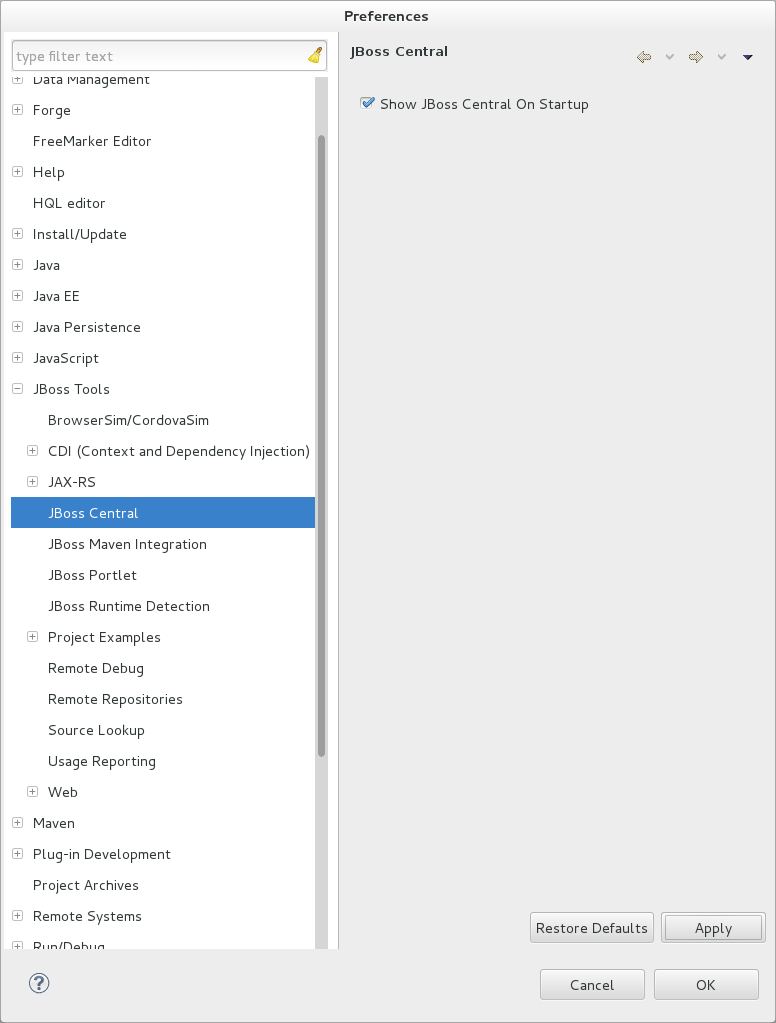 Preferences
type filter text
Data Management
Forge
FreeMarker Editor
Help
HQL editor
Install/Update
Java
Java EE
Java Persistence
JavaScript
JBoss Tools
BrowserSim/CordovaSim
CDI (Context and Dependency Injection)
JAX-RS
JBoss Central
JBoss Maven Integration
JBoss Portlet
JBoss Runtime Detection
Project Examples
Remote Debug
Remote Repositories
Source Lookup
Usage Reporting
Web
Maven
Plug-in Development
Project Archives
Remote Systems
Run/Debug
JBoss Central
Show JBoss Central On Startup
Restore Defaults
Apply
?
Cancel
OK